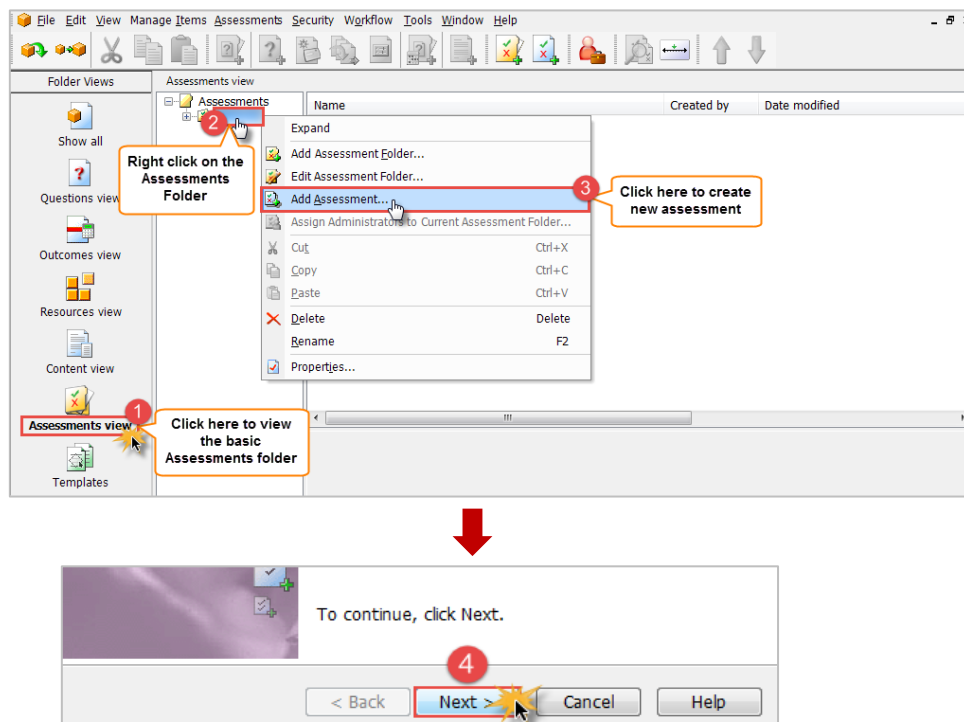 File Edit View Manage Items Assessments Security Workflow Tools Window Help
Folder Views
Assessments view
Show all
Questions view
Outcomes view
Resources view
Content view
Assessments view
Templates
Assessments
Name Created by Date modified
1
Click here to view
the basic
Assessments folder
2
Right click on the
Assessments
Folder
Expand
Add Assessment Folder...
Edit Assessment Folder...
Add Assessment...
Assign Administrators to Current Assessment Folder...
Cut Ctrl+X
Copy Ctrl+C
Paste Ctrl+V
Delete Delete
Rename F2
Properties...
3
Click here to create
new assessment
To continue, click Next.
4
< Back Next > Cancel Help